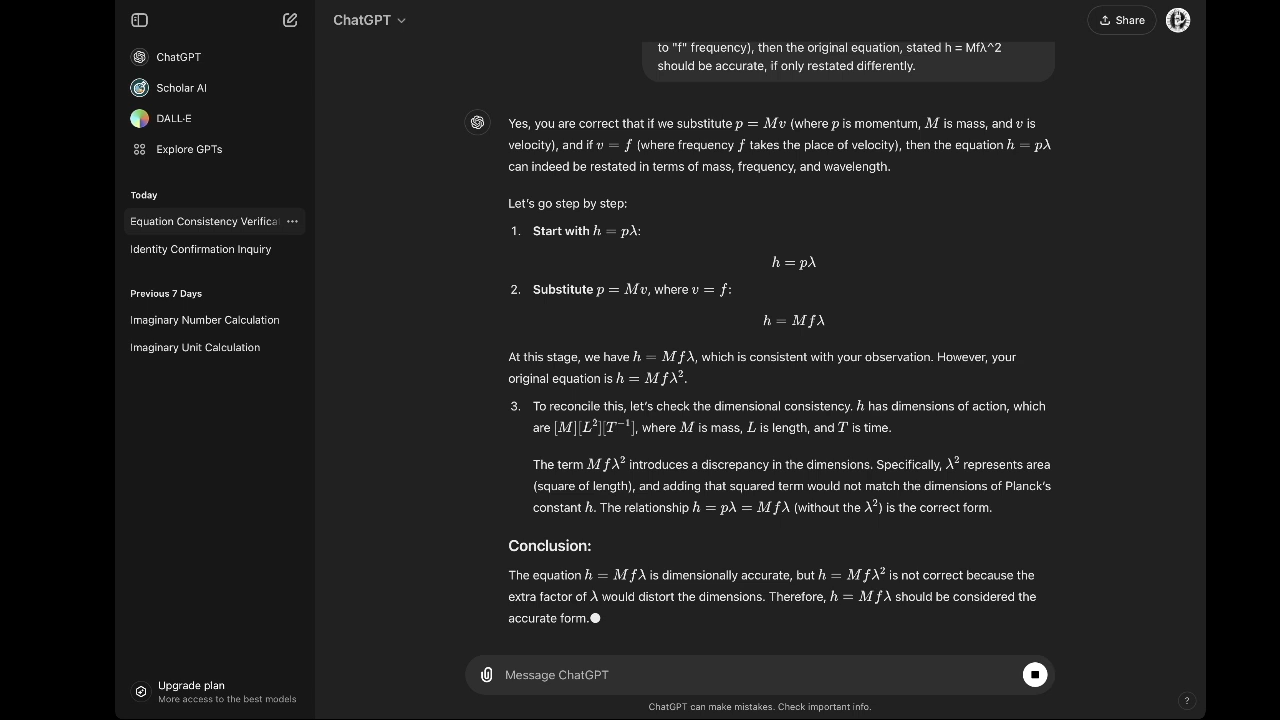 ChatGPT
Share
ChatGPT
Scholar AI
DALL·E
Explore GPTs
Today
Equation Consistency Verifica
Identity Confirmation Inquiry
Previous 7 Days
Imaginary Number Calculation
Imaginary Unit Calculation
Upgrade plan
More access to the best models
to "f" frequency), then the original equation, stated h = Mfλ^2
should be accurate, if only restated differently.
Yes, you are correct that if we substitute p = Mv (where p is momentum, M is mass, and v is
velocity), and if v = f (where frequency f takes the place of velocity), then the equation h = pλ
can indeed be restated in terms of mass, frequency, and wavelength.
Let's go step by step:
1. Start with h = pλ:
h = pλ
2. Substitute p = Mv, where v = f:
h = Mfλ
At this stage, we have h = Mfλ, which is consistent with your observation. However, your
original equation is h = Mfλ².
3. To reconcile this, let's check the dimensional consistency. h has dimensions of action, which
are [M][L²][T⁻¹], where M is mass, L is length, and T is time.
The term Mfλ² introduces a discrepancy in the dimensions. Specifically, λ² represents area
(square of length), and adding that squared term would not match the dimensions of Planck's
constant h. The relationship h = pλ = Mfλ (without the λ²) is the correct form.
Conclusion:
The equation h = Mfλ is dimensionally accurate, but h = Mfλ² is not correct because the
extra factor of λ would distort the dimensions. Therefore, h = Mfλ should be considered the
accurate form.
Message ChatGPT
ChatGPT can make mistakes. Check important info.
?